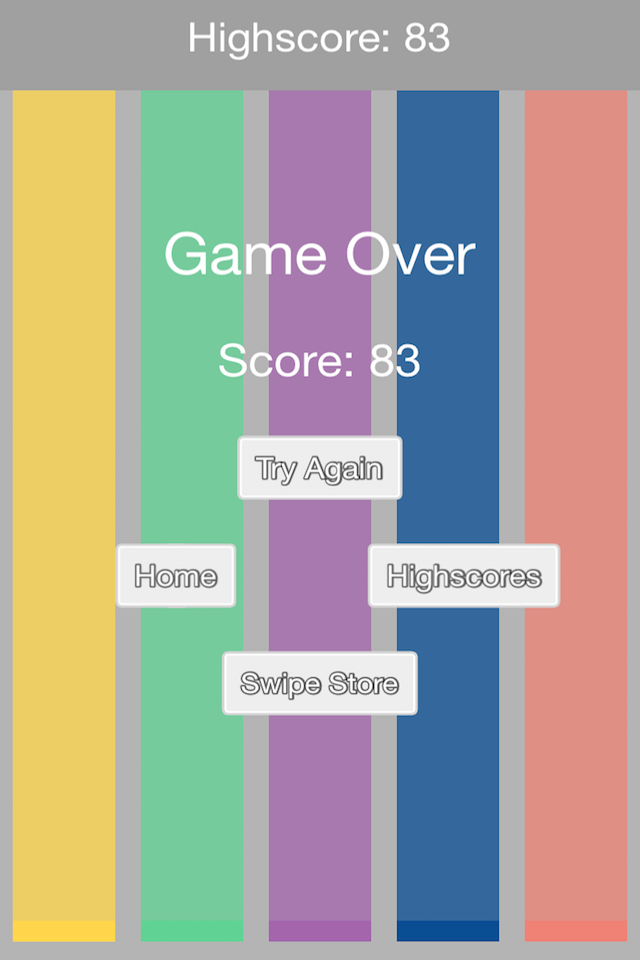 Highscore: 83
Game Over
Score: 83
Try Again
Home
Highscores
Swipe Store